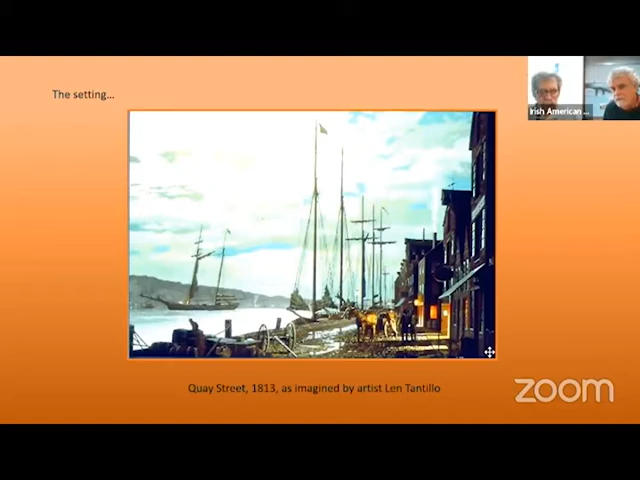 The setting...
Irish American ...
Quay Street, 1813, as imagined by artist Len Tantillo
zoom